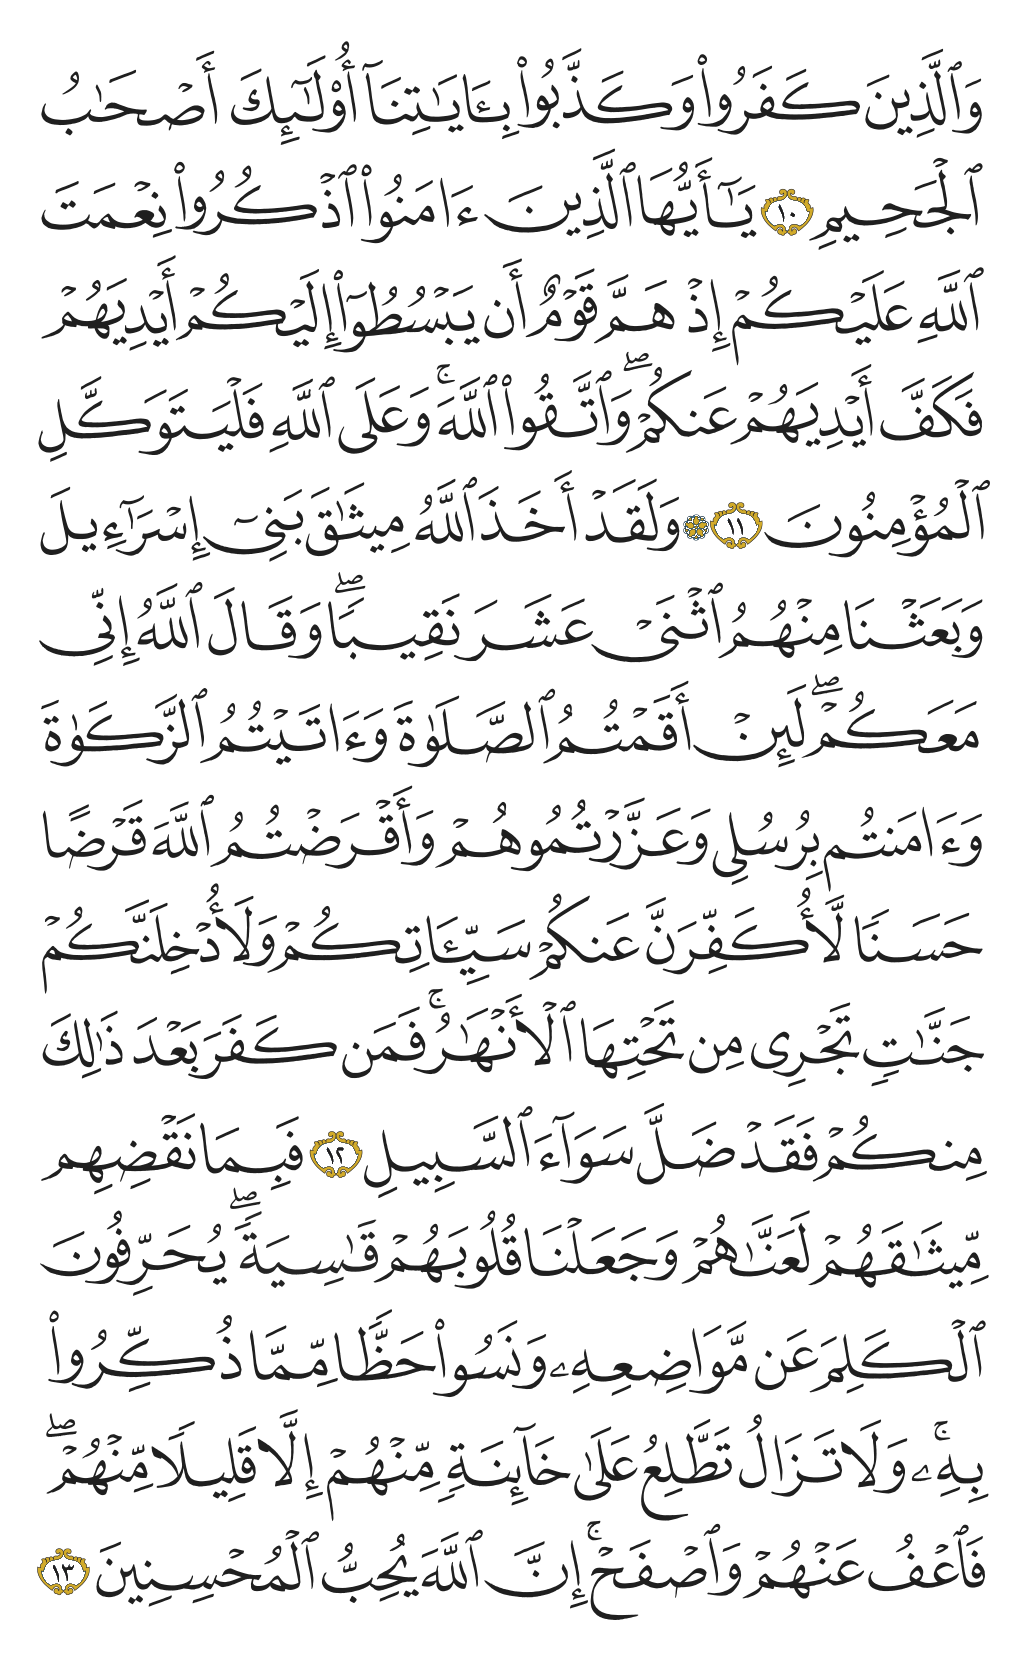 وَٱلَّذِينَ كَفَرُواْ وَكَذَّبُواْ بِـَٔايَٰتِنَآ أُوْلَٰٓئِكَ أَصۡحَٰبُ
ٱلۡجَحِيمِ ١٠ يَٰٓأَيُّهَا ٱلَّذِينَ ءَامَنُواْ ٱذۡكُرُواْ نِعۡمَتَ
ٱللَّهِ عَلَيۡكُمۡ إِذۡ هَمَّ قَوۡمٌ أَن يَبۡسُطُوٓاْ إِلَيۡكُمۡ أَيۡدِيَهُمۡ
فَكَفَّ أَيۡدِيَهُمۡ عَنكُمۡۖ وَٱتَّقُواْ ٱللَّهَۚ وَعَلَى ٱللَّهِ فَلۡيَتَوَكَّلِ
ٱلۡمُؤۡمِنُونَ ١١ ۞ وَلَقَدۡ أَخَذَ ٱللَّهُ مِيثَٰقَ بَنِيٓ إِسۡرَٰٓءِيلَ
وَبَعَثۡنَا مِنۡهُمُ ٱثۡنَيۡ عَشَرَ نَقِيبٗاۖ وَقَالَ ٱللَّهُ إِنِّي
مَعَكُمۡۖ لَئِنۡ أَقَمۡتُمُ ٱلصَّلَوٰةَ وَءَاتَيۡتُمُ ٱلزَّكَوٰةَ
وَءَامَنتُم بِرُسُلِي وَعَزَّرۡتُمُوهُمۡ وَأَقۡرَضۡتُمُ ٱللَّهَ قَرۡضًا
حَسَنٗا لَّأُكَفِّرَنَّ عَنكُمۡ سَيِّـَٔاتِكُمۡ وَلَأُدۡخِلَنَّكُمۡ
جَنَّٰتٖ تَجۡرِي مِن تَحۡتِهَا ٱلۡأَنۡهَٰرُۚ فَمَن كَفَرَ بَعۡدَ ذَٰلِكَ
مِنكُمۡ فَقَدۡ ضَلَّ سَوَآءَ ٱلسَّبِيلِ ١٢ فَبِمَا نَقۡضِهِم
مِّيثَٰقَهُمۡ لَعَنَّٰهُمۡ وَجَعَلۡنَا قُلُوبَهُمۡ قَٰسِيَةٗۖ يُحَرِّفُونَ
ٱلۡكَلِمَ عَن مَّوَاضِعِهِۦ وَنَسُواْ حَظّٗا مِّمَّا ذُكِّرُواْ
بِهِۦۚ وَلَا تَزَالُ تَطَّلِعُ عَلَىٰ خَآئِنَةٖ مِّنۡهُمۡ إِلَّا قَلِيلٗا مِّنۡهُمۡۖ
فَٱعۡفُ عَنۡهُمۡ وَٱصۡفَحۡۚ إِنَّ ٱللَّهَ يُحِبُّ ٱلۡمُحۡسِنِينَ ١٣